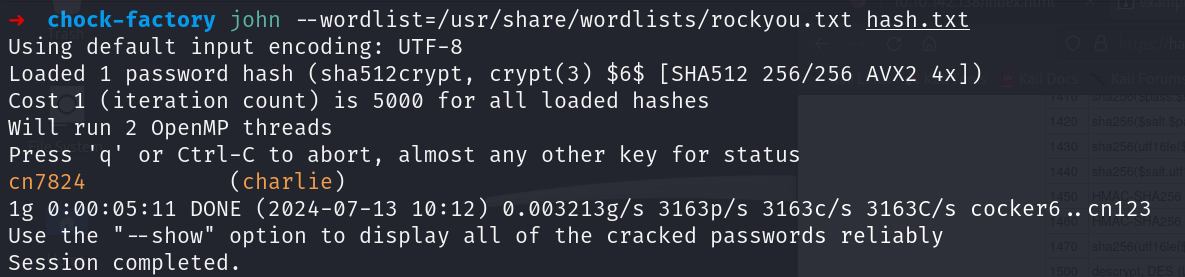 → chock-factory john --wordlist=/usr/share/wordlists/rockyou.txt hash.txt
Using default input encoding: UTF-8
Loaded 1 password hash (sha512crypt, crypt(3) $6$ [SHA512 256/256 AVX2 4x])
Cost 1 (iteration count) is 5000 for all loaded hashes
Will run 2 OpenMP threads
Press 'q' or Ctrl-C to abort, almost any other key for status
cn7824           (charlie)
1g 0:00:05:11 DONE (2024-07-13 10:12) 0.003213g/s 3163p/s 3163c/s 3163C/s cocker6..cn123
Use the "--show" option to display all of the cracked passwords reliably
Session completed.